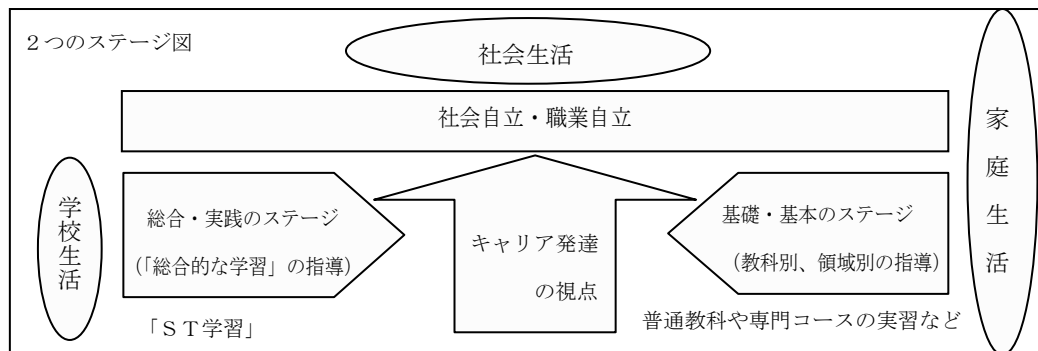 ２つのステージ図
社会生活
社会自立・職業自立
家庭生活
学校生活
総合・実践のステージ
（「総合的な学習」の指導）
キャリア発達
の視点
基礎・基本のステージ
（教科別、領域別の指導）
「ＳＴ学習」
普通教科や専門コースの実習など